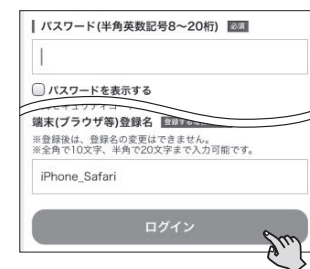 パスワード(半角英数記号8～20桁) 必須
パスワードを表示する
端末(ブラウザ等)登録名
※登録後は、登録名の変更はできません。
※全角で10文字、半角で20文字まで入力可能です。
iPhone_Safari
ログイン